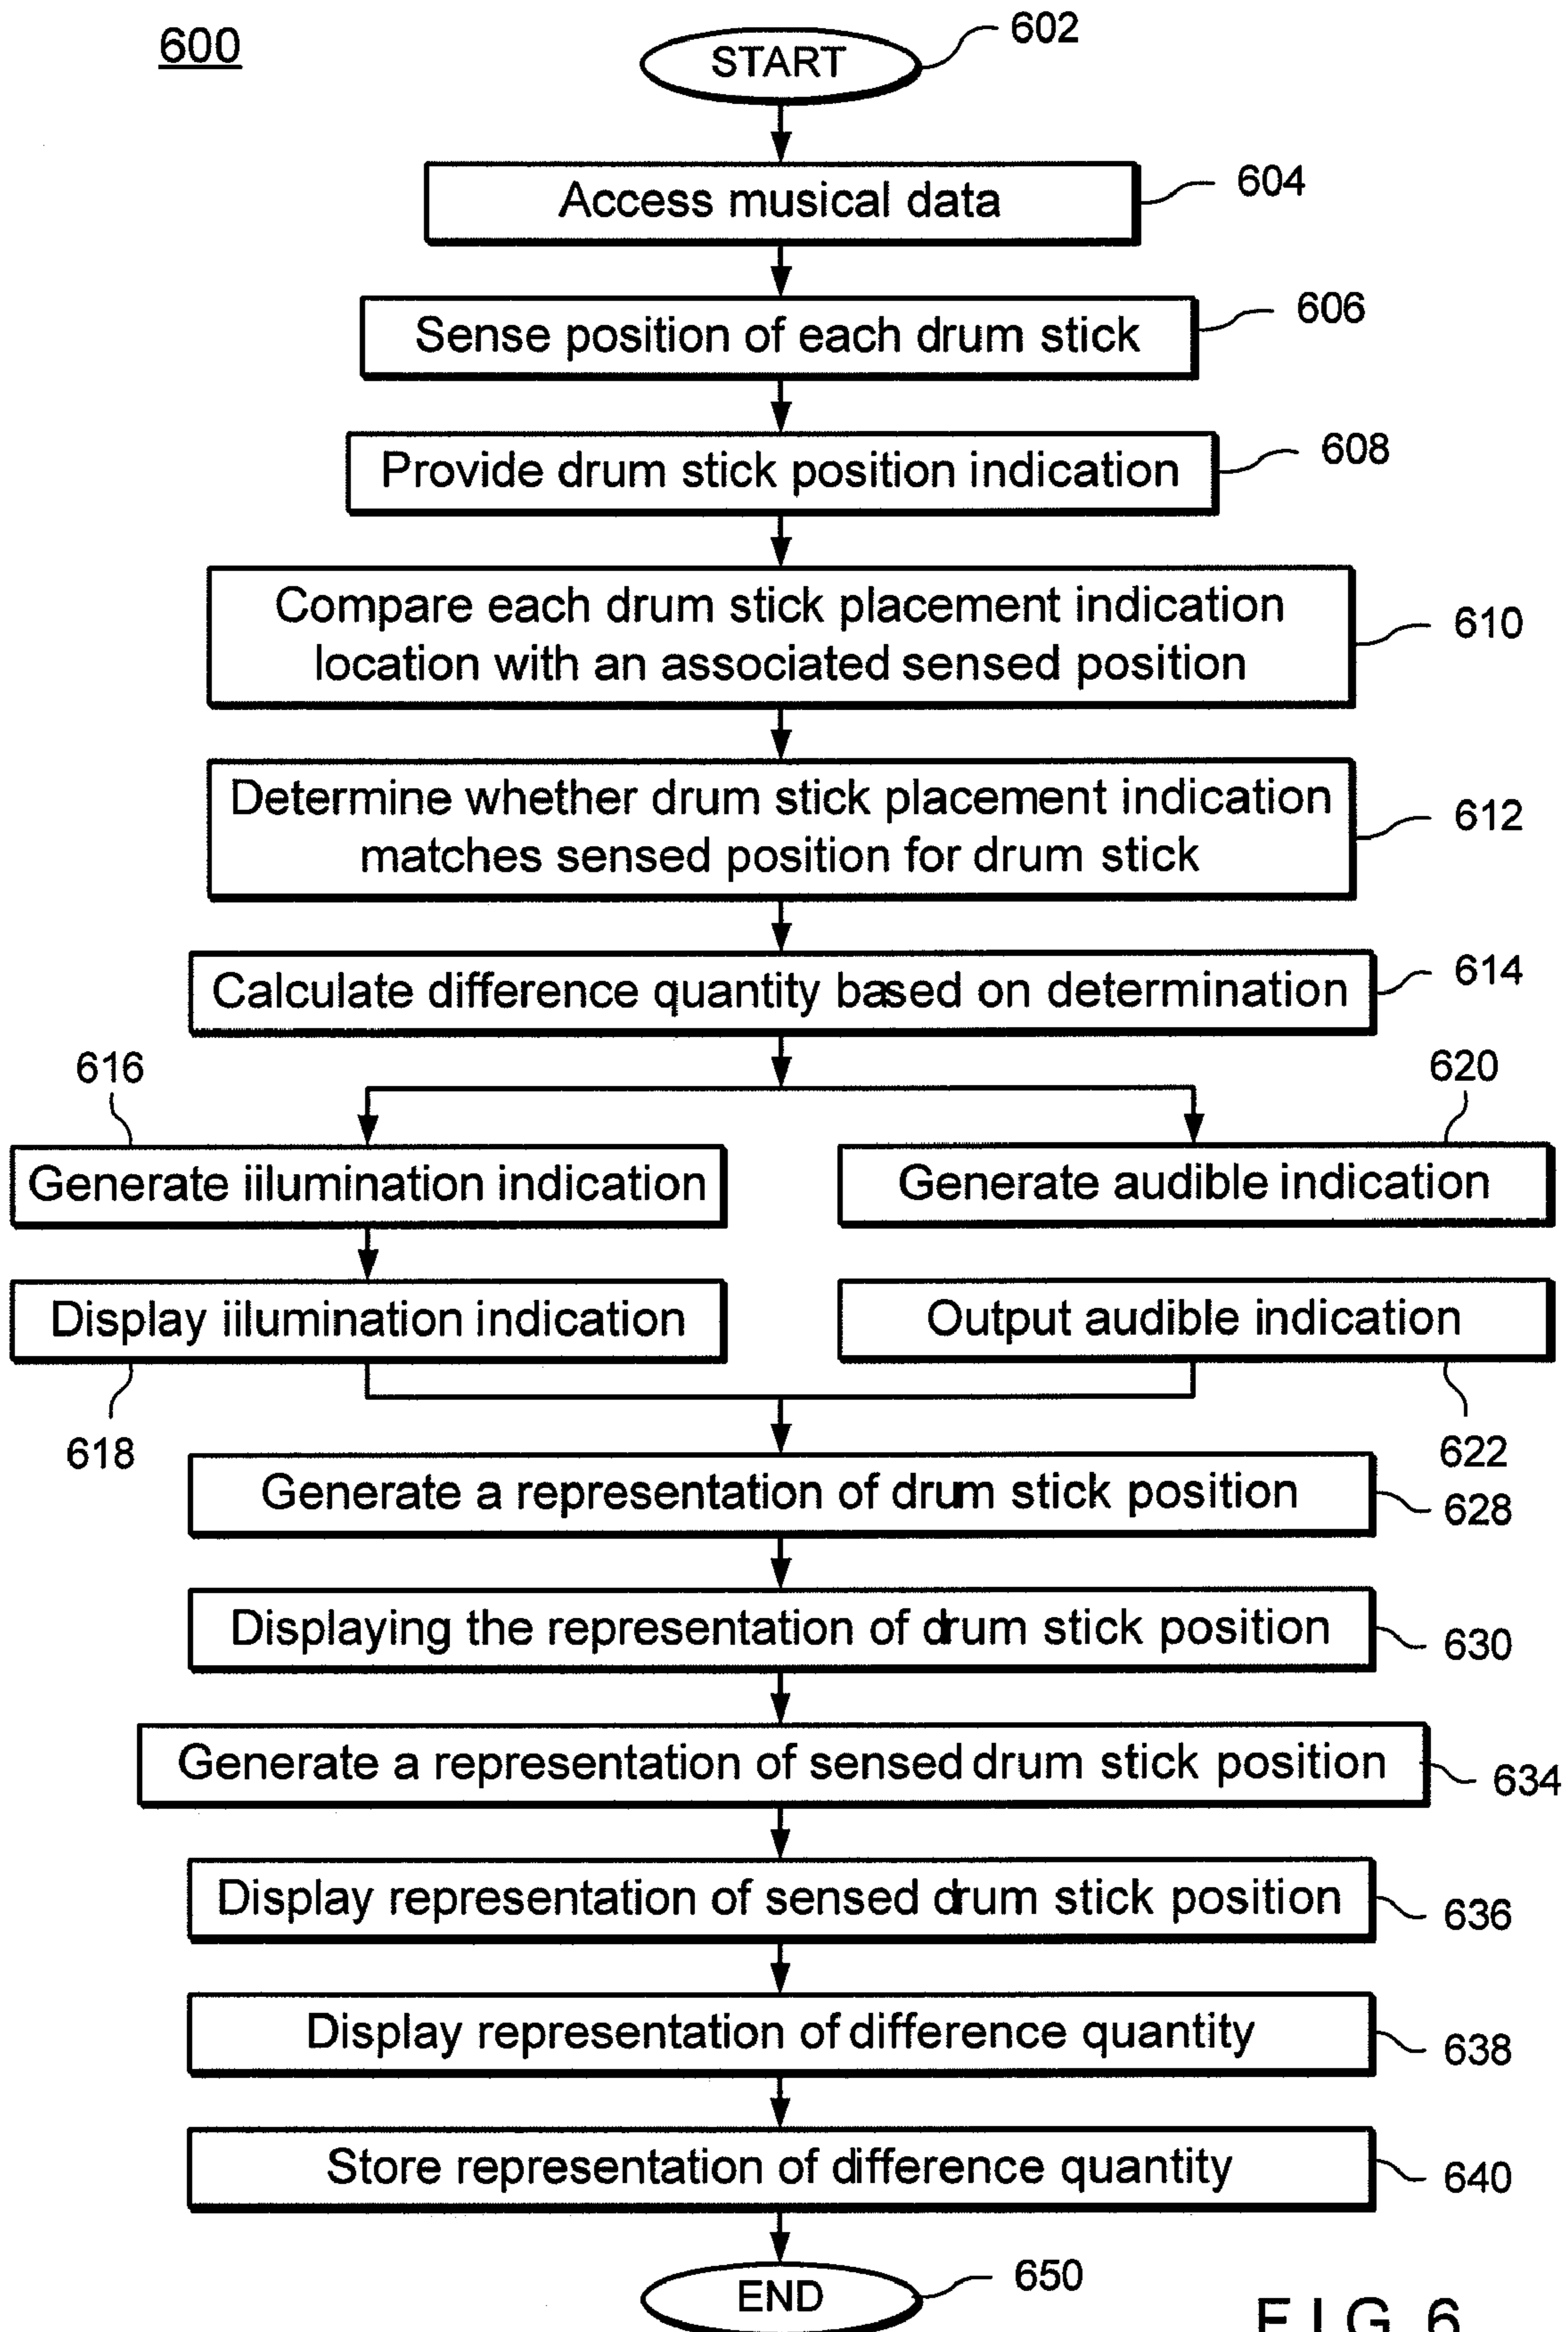 600
START
602
Access musical data
604
Sense position of each drum stick
606
Provide drum stick position indication
608
Compare each drum stick placement indication
location with an associated sensed position
610
Determine whether drum stick placement indication
matches sensed position for drum stick
612
Calculate difference quantity based on determination
614
616
620
Generate iilumination indication
Generate audible indication
Display iilumination indication
Output audible indication
618
622
Generate a representation of drum stick position
628
Displaying the representation of drum stick position
630
Generate a representation of sensed drum stick position
634
Display representation of sensed drum stick position
636
Display representation of difference quantity
638
Store representation of difference quantity
640
END
650
FIG 6